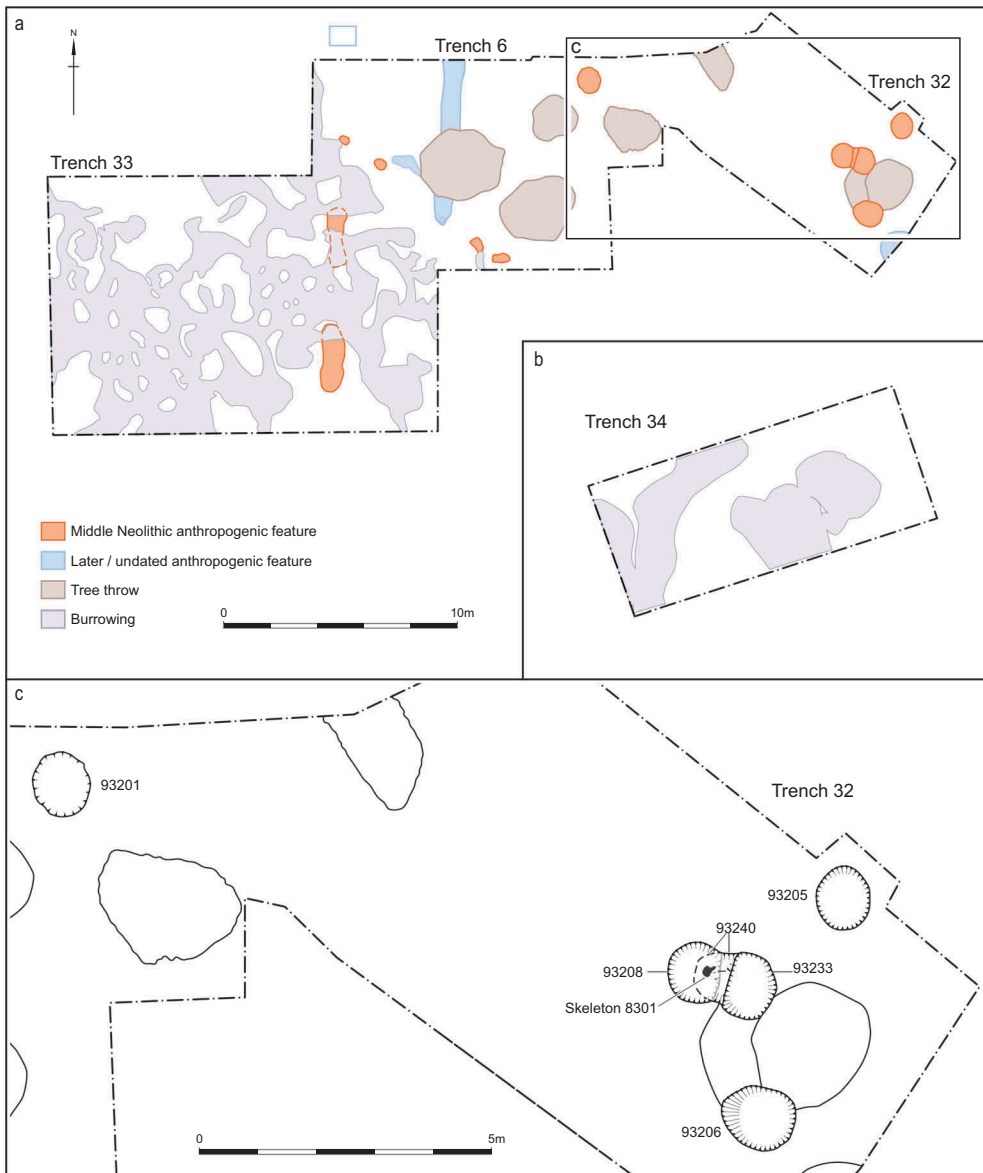 a
N
Trench 6
c
Trench 32
Trench 33
b
Trench 34
Middle Neolithic anthropogenic feature
Later / undated anthropogenic feature
Tree throw
Burrowing
0
10m
c
93201
Trench 32
93205
93240
93208
93233
Skeleton 8301
93206
0
5m